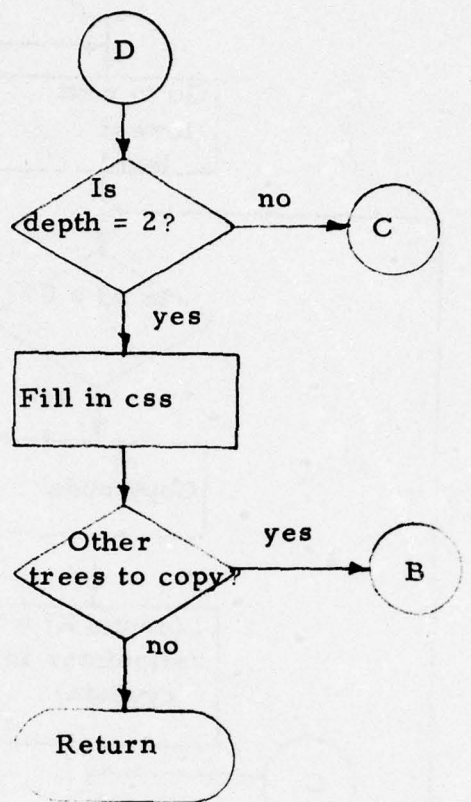 D
Is
depth = 2?
no
C
yes
Fill in css
Other
trees to copy?
yes
B
no
Return